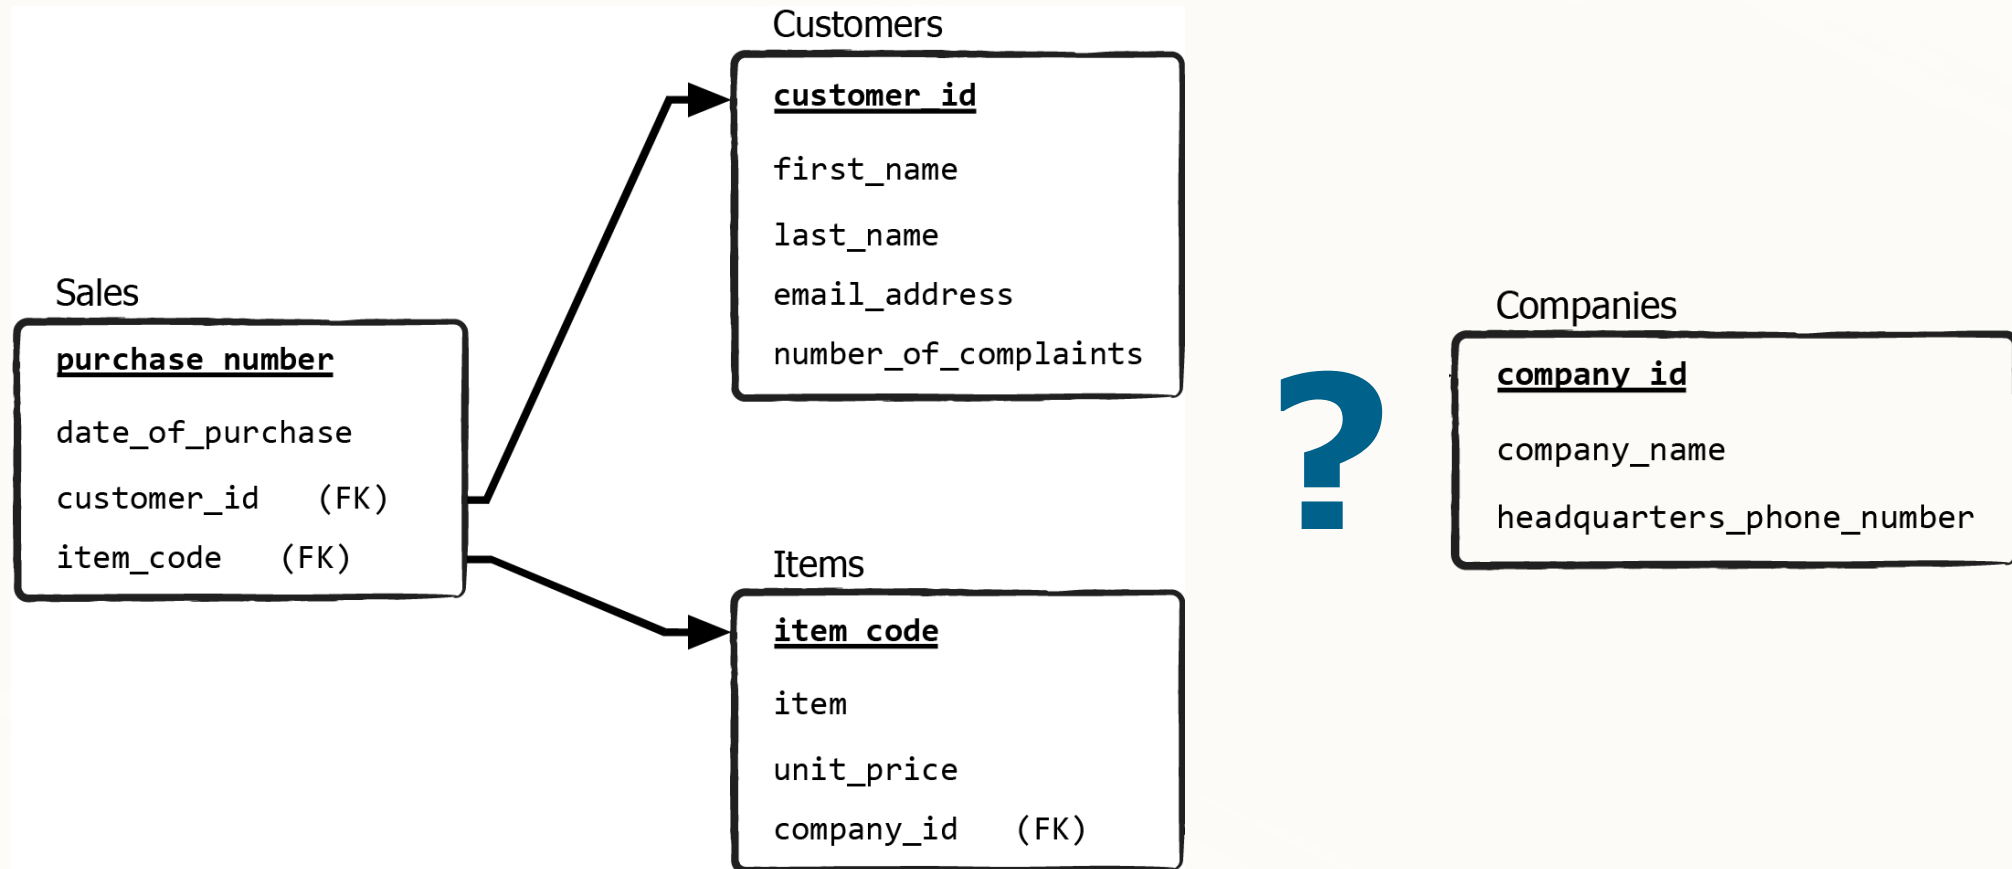 Customers
customer_id
first_name
last_name
email_address
number_of_complaints
Sales
purchase_number
date_of_purchase
customer_id (FK)
item_code (FK)
Items
item_code
item
unit_price
company_id (FK)
?
Companies
company_id
company_name
headquarters_phone_number